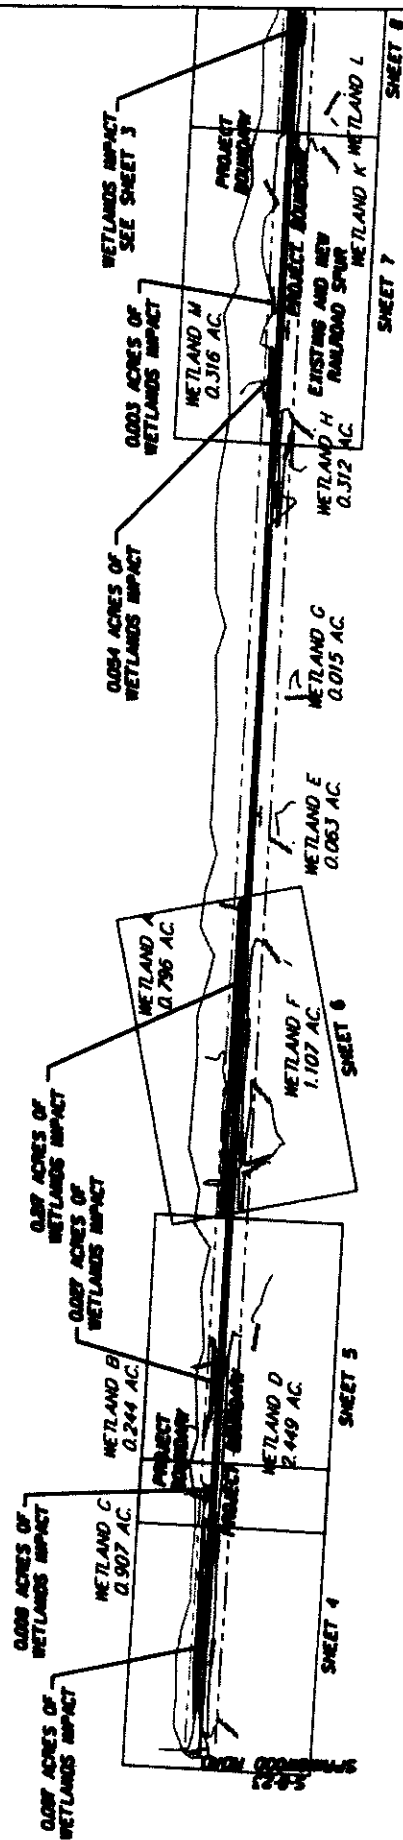 WETLANDS IMPACT
SEE SHEET 3
PROJECT
BOUNDARY
WETLAND L
SHEET 8
0.003 ACRES OF
WETLANDS IMPACT
WETLAND M
0.316 AC.
PROJECT BOUNDARY
EXISTING AND NEW
RAILROAD SPUR
WETLAND K
SHEET 7
0.054 ACRES OF
WETLANDS IMPACT
WETLAND H
0.312 AC.
WETLAND G
0.015 AC.
WETLAND E
0.063 AC.
ACRES OF
WETLANDS IMPACT
WETLAND A
0.796 AC.
WETLAND F
1.107 AC.
SHEET 6
ACRES OF
WETLANDS IMPACT
WETLAND B
0.244 AC.
PROJECT
BOUNDARY
PROJECT BOUNDARY
WETLAND D
2.449 AC.
SHEET 5
ACRES OF
WETLANDS IMPACT
WETLAND C
0.907 AC.
SHEET 4
ACRES OF
WETLANDS IMPACT
ROAD